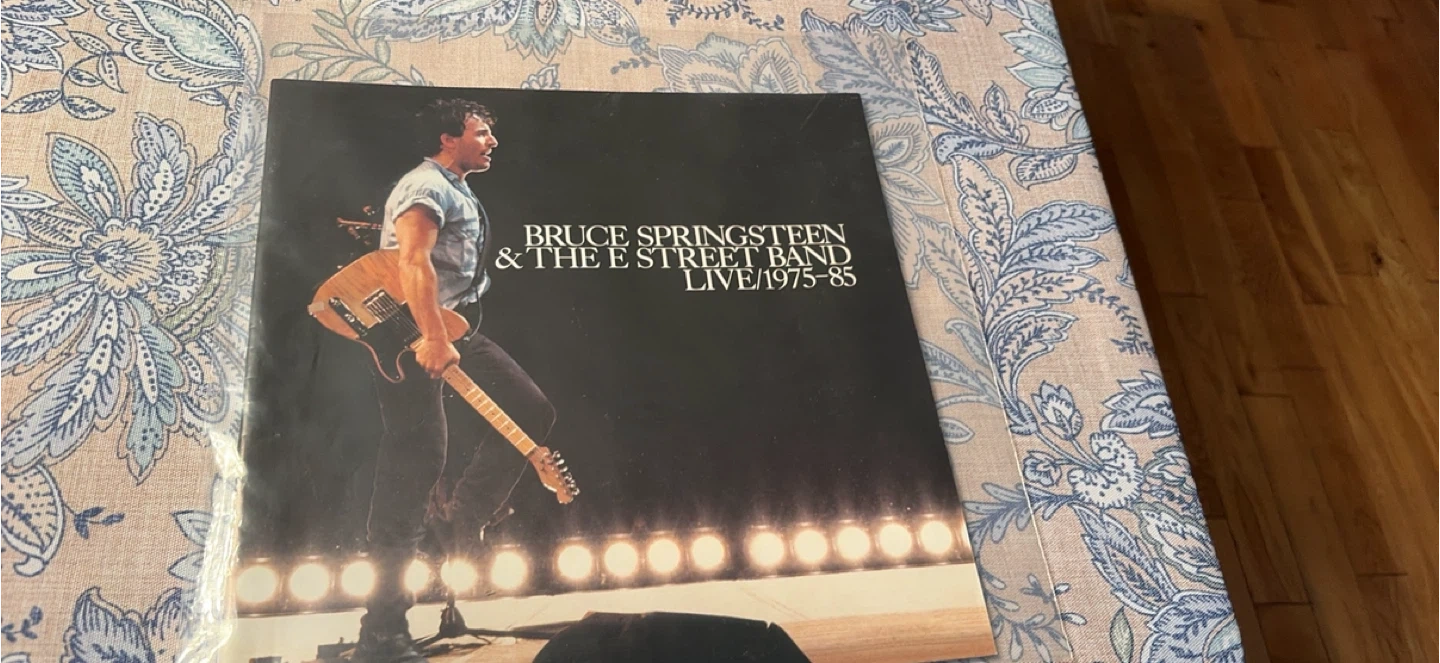 BRUCE SPRINGSTEEN
& THE E STREET BAND
LIVE/1975–85